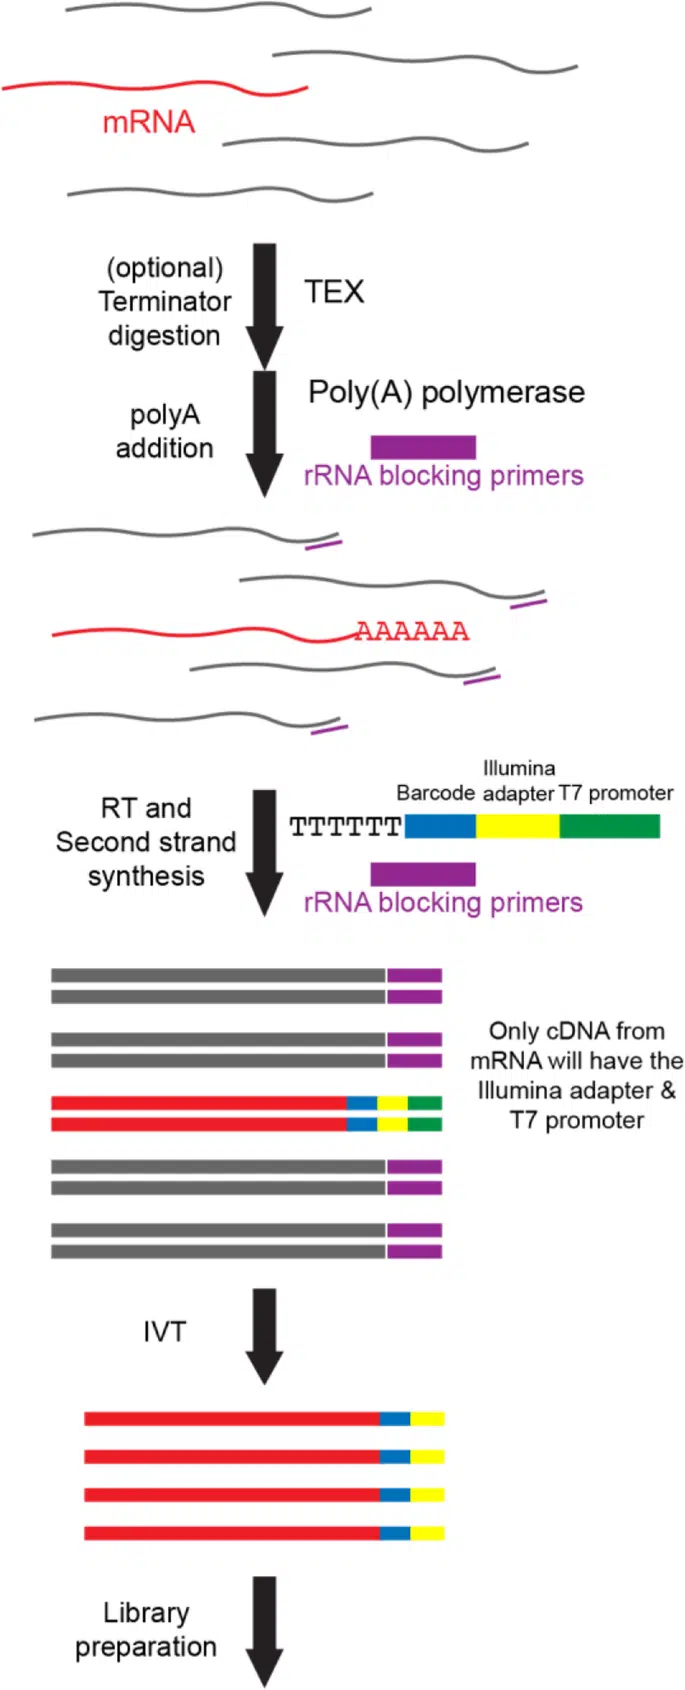 mRNA
(optional)
Terminator
digestion
TEX
Poly(A) polymerase
polyA
addition
rRNA blocking primers
AAAAAA
RT and
Second strand
synthesis
Illumina
Barcode adapter T7 promoter
TTTTTT
rRNA blocking primers
Only cDNA from
mRNA will have the
Illumina adapter &
T7 promoter
IVT
Library
preparation